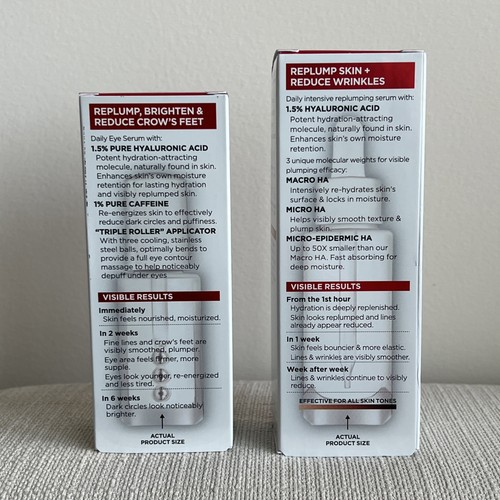 REPLUMP, BRIGHTEN &
REDUCE CROW'S FEET
Daily Eye Serum with:
1.5% PURE HYALURONIC ACID
Potent hydration-attracting
molecule, naturally found in skin.
Enhances skin's own moisture
retention for lasting hydration
and visibly replumped skin.
1% PURE CAFFEINE
Re-energizes skin to effectively
reduce dark circles and puffiness.
"TRIPLE ROLLER" APPLICATOR
With three cooling, stainless
steel balls, optimally bends to
provide a full eye contour
massage to help noticeably
depuff under eyes
VISIBLE RESULTS
Immediately
Skin feels nourished, moisturized.
In 2 weeks
Fine lines and crow's feet are
visibly smoothed, plumper.
Eye area feels firmer, more
supple.
Eyes look younger, re-energized
and less tired.
In 6 weeks
Dark circles look noticeably
brighter.
ACTUAL
PRODUCT SIZE
REPLUMP SKIN +
REDUCE WRINKLES
Daily intensive replumping serum with:
1.5% HYALURONIC ACID
Potent hydration-attracting
molecule, naturally found in skin.
Enhances skin's own moisture
retention.
3 unique molecular weights for visible
plumping efficacy:
MACRO HA
Intensively re-hydrates skin's
surface & locks in moisture.
MICRO HA
Helps visibly smooth texture &
plump skin.
MICRO-EPIDERMIC HA
Up to 50X smaller than our
Macro HA. Fast absorbing for
deep moisture.
VISIBLE RESULTS
From the 1st hour
Hydration is deeply replenished.
Skin looks replumped and lines
already appear reduced.
In 1 week
Skin feels bouncier & more elastic.
Lines & wrinkles are visibly smoother.
Week after week
Lines & wrinkles continue to visibly
reduce.
EFFECTIVE FOR ALL SKIN TONES
ACTUAL
PRODUCT SIZE